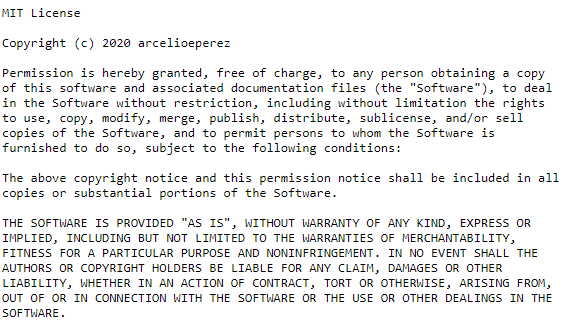 MIT License
Copyright (c) 2020 arcelioeperez
Permission is hereby granted, free of charge, to any person obtaining a copy
of this software and associated documentation files (the "Software"), to deal
in the Software without restriction, including without limitation the rights
to use, copy, modify, merge, publish, distribute, sublicense, and/or sell
copies of the Software, and to permit persons to whom the Software is
furnished to do so, subject to the following conditions:
The above copyright notice and this permission notice shall be included in all
copies or substantial portions of the Software.
THE SOFTWARE IS PROVIDED "AS IS", WITHOUT WARRANTY OF ANY KIND, EXPRESS OR
IMPLIED, INCLUDING BUT NOT LIMITED TO THE WARRANTIES OF MERCHANTABILITY,
FITNESS FOR A PARTICULAR PURPOSE AND NONINFRINGEMENT. IN NO EVENT SHALL THE
AUTHORS OR COPYRIGHT HOLDERS BE LIABLE FOR ANY CLAIM, DAMAGES OR OTHER
LIABILITY, WHETHER IN AN ACTION OF CONTRACT, TORT OR OTHERWISE, ARISING FROM,
OUT OF OR IN CONNECTION WITH THE SOFTWARE OR THE USE OR OTHER DEALINGS IN THE
SOFTWARE.